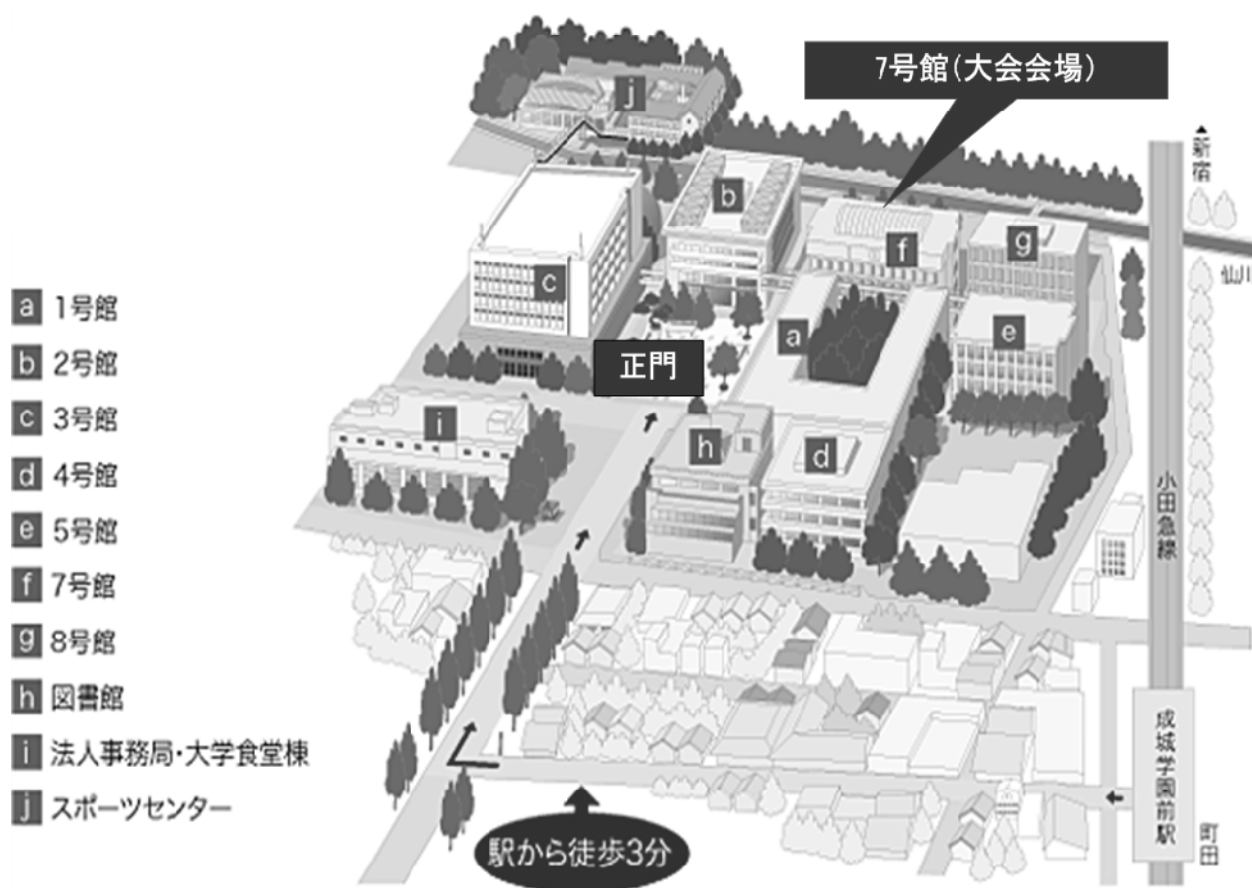 7号館(大会会場)
▲新宿
仙川
小田急線
成城学園前駅
町田
正門
駅から徒歩3分
a 1号館
b 2号館
c 3号館
d 4号館
e 5号館
f 7号館
g 8号館
h 図書館
i 法人事務局・大学食堂棟
j スポーツセンター
j
b
f
g
c
a
e
i
h
d